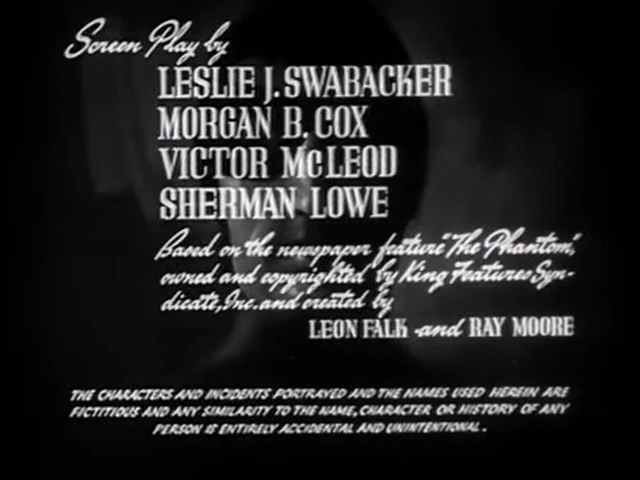 Screen Play by
LESLIE J. SWABACKER
MORGAN B. COX
VICTOR McLEOD
SHERMAN LOWE
Based on the newspaper feature "The Phantom",
owned and copyrighted by King Features Syn-
dicate, Inc. and created by
LEON FALK and RAY MOORE
THE CHARACTERS AND INCIDENTS PORTRAYED AND THE NAMES USED HEREIN ARE
FICTITIOUS AND ANY SIMILARITY TO THE NAME, CHARACTER OR HISTORY OF ANY
PERSON IS ENTIRELY ACCIDENTAL AND UNINTENTIONAL.